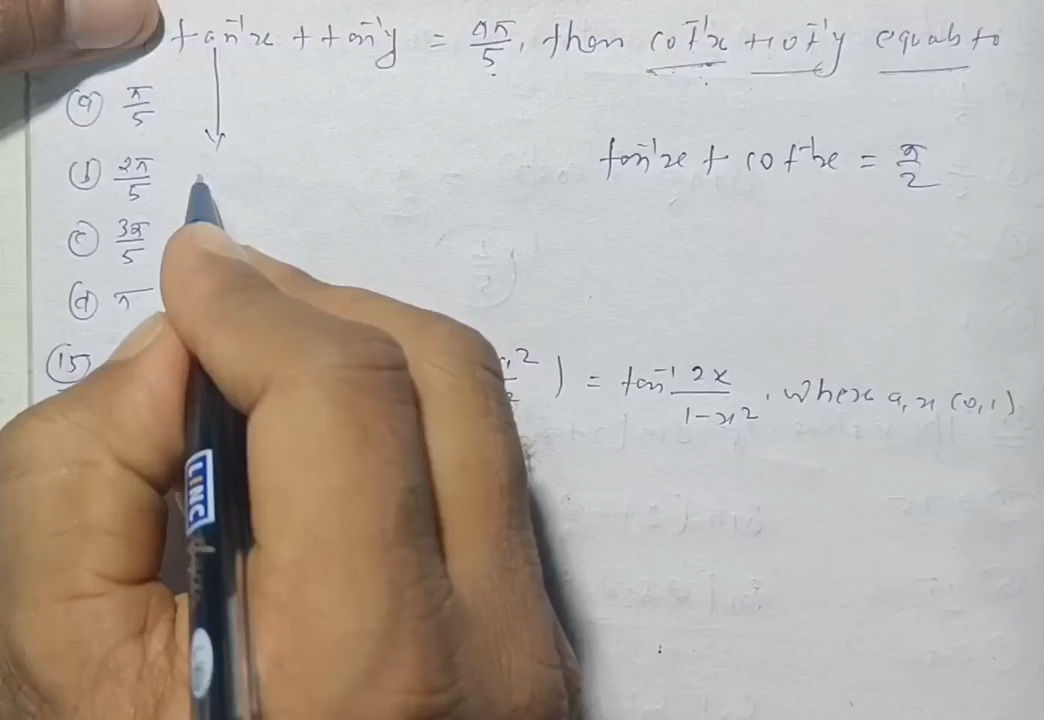 tan⁻¹x + tan⁻¹y = 4π/5, then cot⁻¹x + cot⁻¹y equals to
(a) π/5
(b) 2π/5
(c) 3π/5
(d) π
tan⁻¹x + cot⁻¹x = π/2
(15) ) = tan⁻¹ 2x/1-x², where a, x (0,1)
LINC